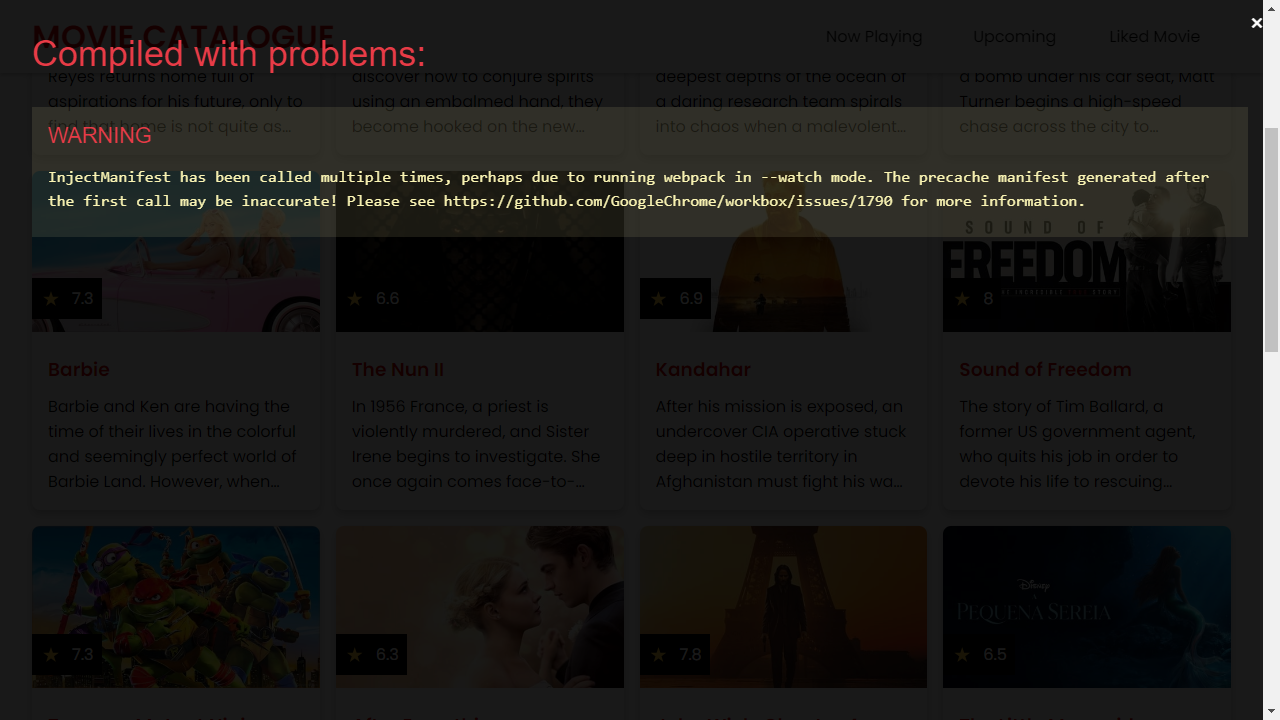 MOVIE CATALOGUE
Now Playing
Upcoming
Liked Movie
Compiled with problems:
Reyes returns home full of
aspirations for his future, only to
find that home is not quite as...
discover how to conjure spirits
using an embalmed hand, they
become hooked on the new...
deepest depths of the ocean of
a daring research team spirals
into chaos when a malevolent...
a bomb under his car seat, Matt
Turner begins a high-speed
chase across the city to...
WARNING
InjectManifest has been called multiple times, perhaps due to running webpack in --watch mode. The precache manifest generated after
the first call may be inaccurate! Please see https://github.com/GoogleChrome/workbox/issues/1790 for more information.
★ 7.3
Barbie
Barbie and Ken are having the
time of their lives in the colorful
and seemingly perfect world of
Barbie Land. However, when...
★ 6.6
The Nun II
In 1956 France, a priest is
violently murdered, and Sister
Irene begins to investigate. She
once again comes face-to-...
★ 6.9
Kandahar
After his mission is exposed, an
undercover CIA operative stuck
deep in hostile territory in
Afghanistan must fight his wa...
SOUND OF
FREEDOM
★ 8
Sound of Freedom
The story of Tim Ballard, a
former US government agent,
who quits his job in order to
devote his life to rescuing...
★ 7.3
★ 6.3
★ 7.8
Disney
PEQUENA SEREIA
★ 6.5